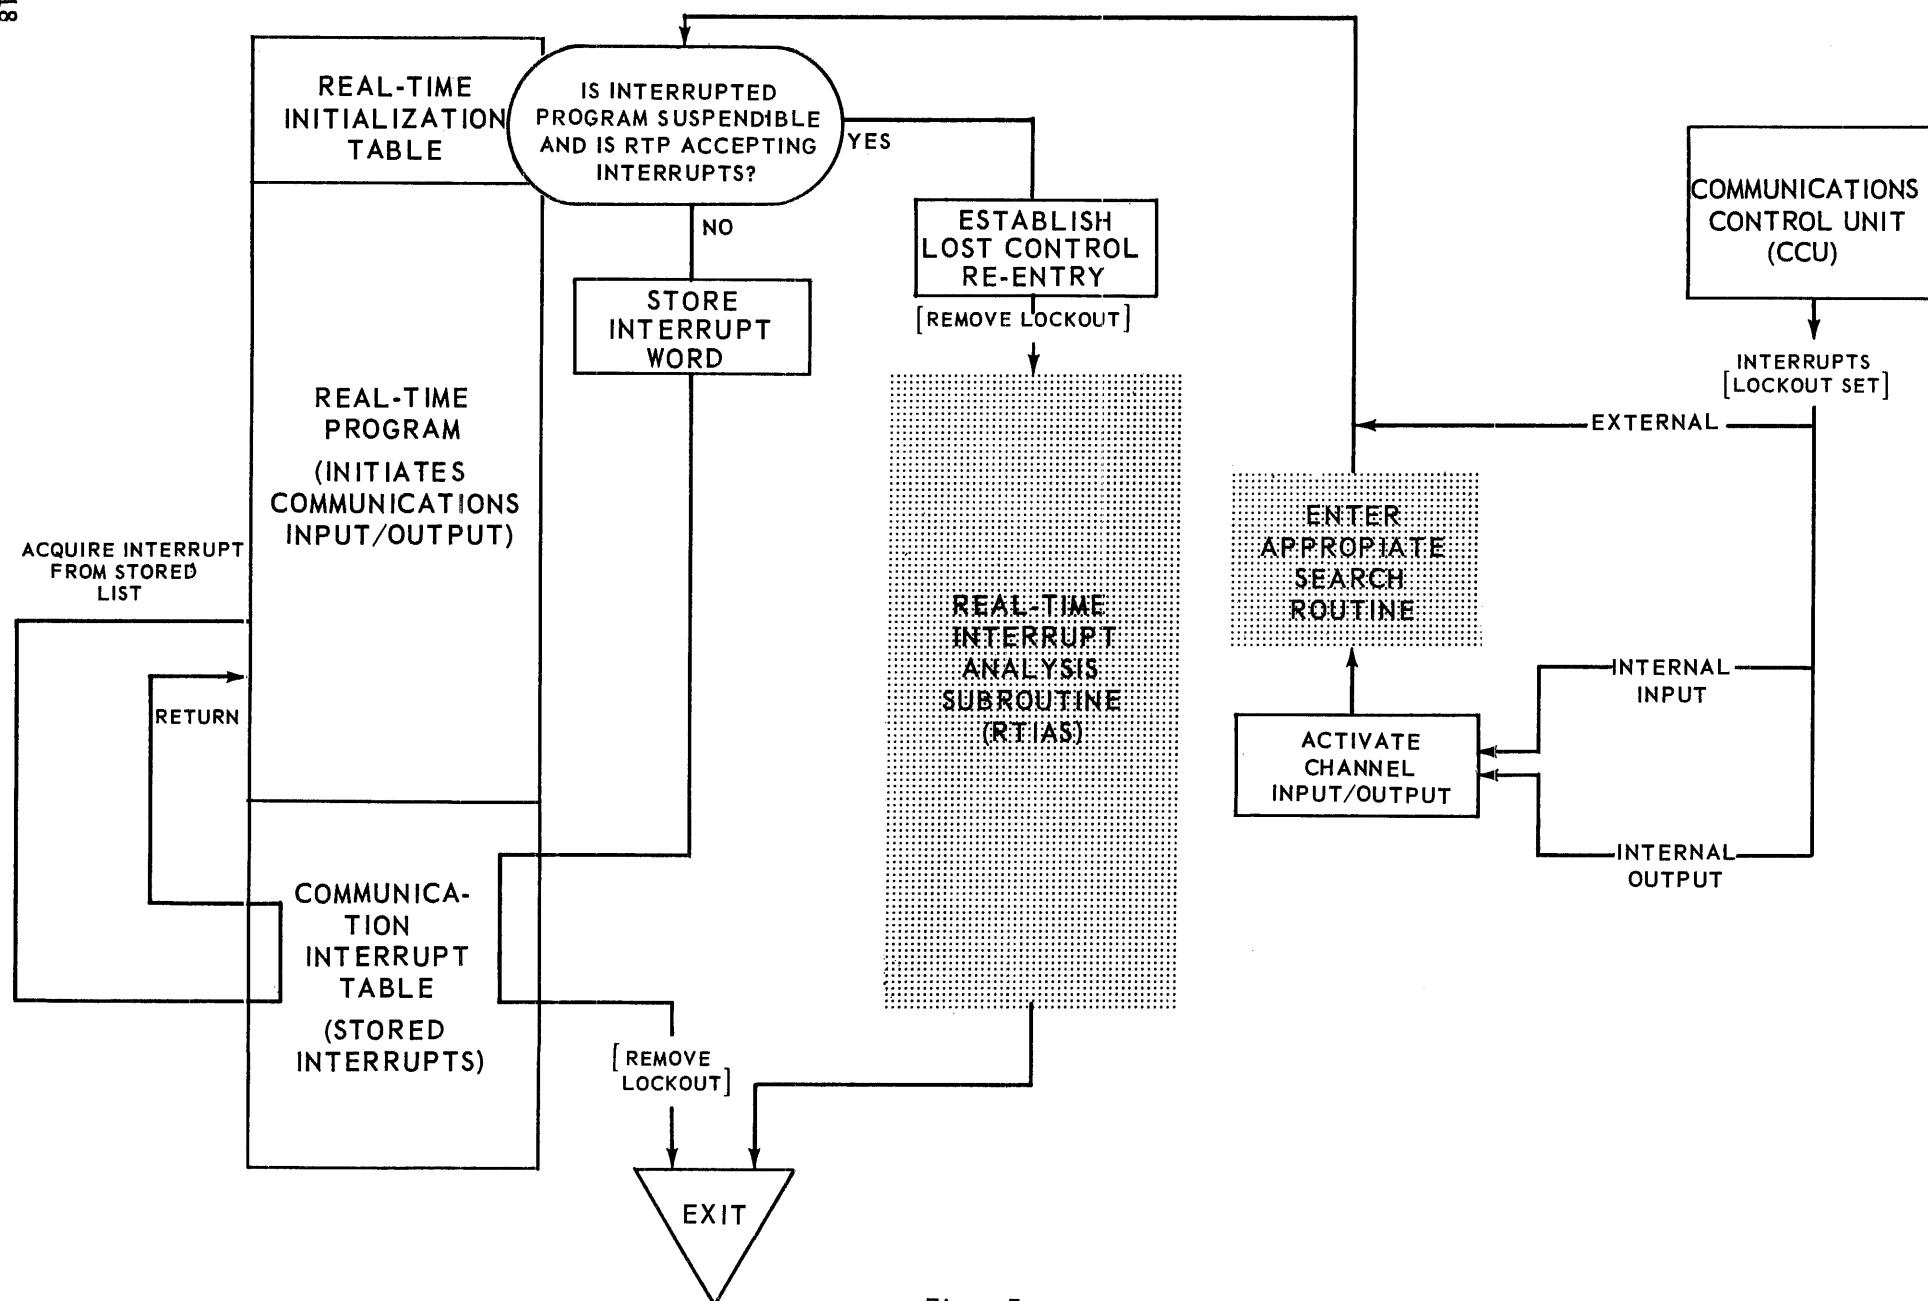 18
REAL-TIME
INITIALIZATION
TABLE
IS INTERRUPTED
PROGRAM SUSPENDIBLE
AND IS RTP ACCEPTING
INTERRUPTS?
YES
NO
ESTABLISH
LOST CONTROL
RE-ENTRY
[REMOVE LOCKOUT]
STORE
INTERRUPT
WORD
COMMUNICATIONS
CONTROL UNIT
(CCU)
INTERRUPTS
[LOCKOUT SET]
EXTERNAL
REAL-TIME
PROGRAM
(INITIATES
COMMUNICATIONS
INPUT/OUTPUT)
ENTER
APPROPIATE
SEARCH
ROUTINE
ACQUIRE INTERRUPT
FROM STORED
LIST
RETURN
REAL-TIME
INTERRUPT
ANALYSIS
SUBROUTINE
(RTIAS)
INTERNAL
INPUT
ACTIVATE
CHANNEL
INPUT/OUTPUT
INTERNAL
OUTPUT
COMMUNICA-
TION
INTERRUPT
TABLE
(STORED
INTERRUPTS)
[REMOVE
LOCKOUT]
EXIT